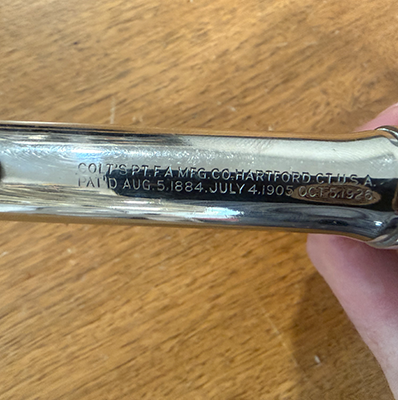 COLT'S PT. F. A. MFG. CO. HARTFORD CT. U.S.A.
PAT'D AUG. 5. 1884. JULY 4. 1905. OCT. 5. 1926